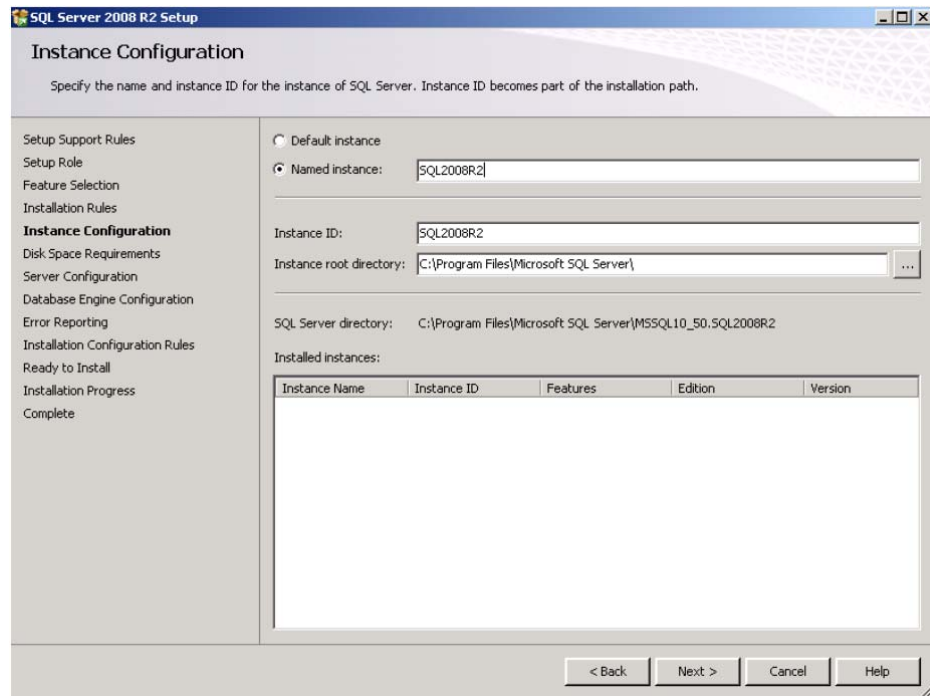 SQL Server 2008 R2 Setup
Instance Configuration
Specify the name and instance ID for the instance of SQL Server. Instance ID becomes part of the installation path.
Setup Support Rules
Setup Role
Feature Selection
Installation Rules
Instance Configuration
Disk Space Requirements
Server Configuration
Database Engine Configuration
Error Reporting
Installation Configuration Rules
Ready to Install
Installation Progress
Complete
Default instance
Named instance: SQL2008R2
Instance ID: SQL2008R2
Instance root directory: C:\Program Files\Microsoft SQL Server\ ...
SQL Server directory: C:\Program Files\Microsoft SQL Server\MSSQL10_50.SQL2008R2
Installed instances:
Instance Name Instance ID Features Edition Version
< Back Next > Cancel Help